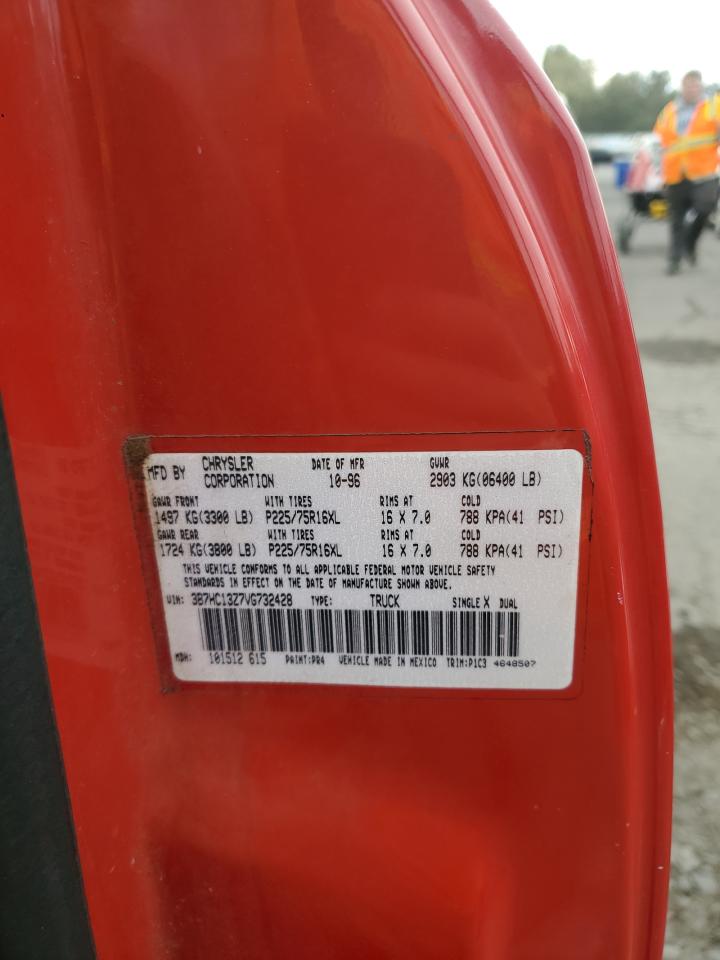 MFD BY CHRYSLER CORPORATION DATE OF MFR 10-96 GVWR 2903 KG(06400 LB)
GAWR FRONT WITH TIRES RIMS AT COLD
1497 KG(3300 LB) P225/75R16XL 16 X 7.0 788 KPA(41 PSI)
GAWR REAR WITH TIRES RIMS AT COLD
1724 KG(3800 LB) P225/75R16XL 16 X 7.0 788 KPA(41 PSI)
THIS VEHICLE CONFORMS TO ALL APPLICABLE FEDERAL MOTOR VEHICLE SAFETY
STANDARDS IN EFFECT ON THE DATE OF MANUFACTURE SHOWN ABOVE.
VIN: 3B7HC13Z7VG732428 TYPE: TRUCK SINGLE X DUAL
MDH: 101512 615 PAINT:PR4 VEHICLE MADE IN MEXICO TRIM:P1C3 4648507